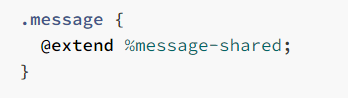 .message {
  @extend %message-shared;
}